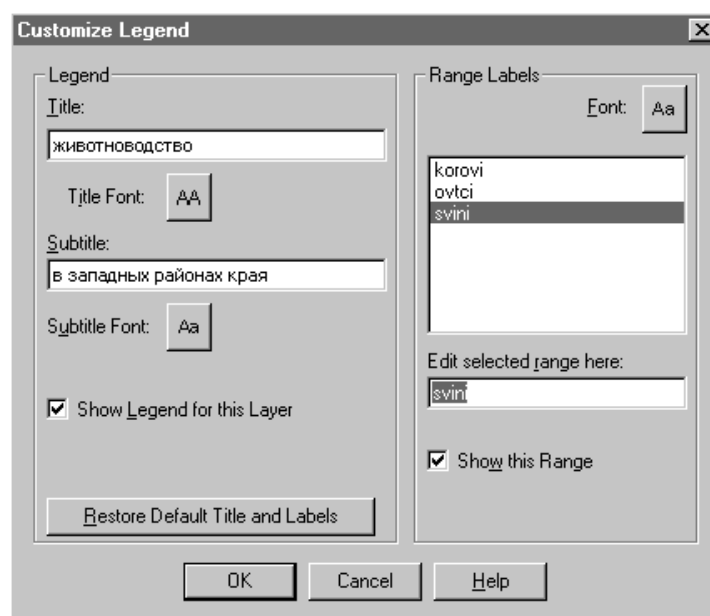 Customize Legend
Legend
Title:
животноводство
Title Font: AA
Subtitle:
в западных районах края
Subtitle Font: Aa
Show Legend for this Layer
Restore Default Title and Labels
Range Labels
Font: Aa
korovi
ovtci
svini
Edit selected range here:
svini
Show this Range
OK Cancel Help